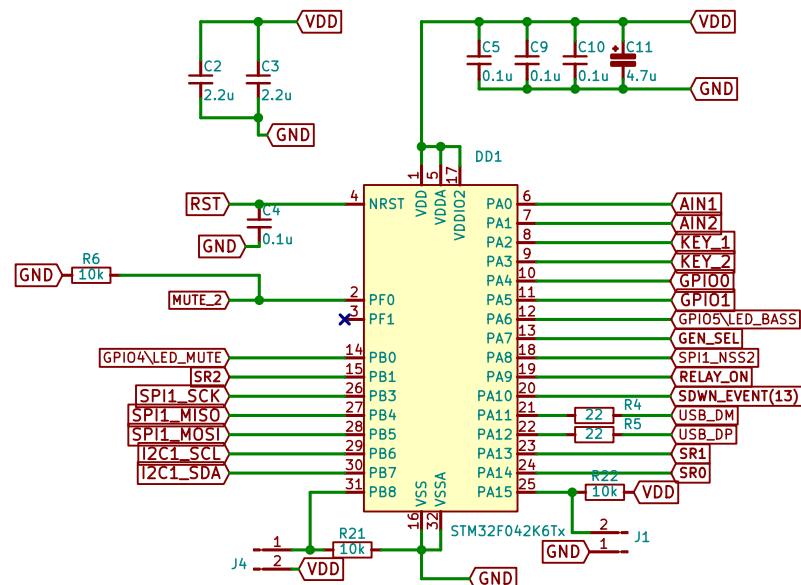 VDD
VDD
C2
C3
2.2u
2.2u
C5
C9
C10
C11
0.1u
0.1u
0.1u
4.7u
GND
GND
DD1
1
5
17
VDD
VDDA
VDDIO2
RST
4
NRST
C4
0.1u
GND
GND
R6
10k
MUTE_2
2
PF0
3
PF1
GPIO4\LED_MUTE
14
PB0
SR2
15
PB1
SPI1_SCK
26
PB3
SPI1_MISO
27
PB4
SPI1_MOSI
28
PB5
I2C1_SCL
29
PB6
I2C1_SDA
30
PB7
31
PB8
PA0
6
AIN1
PA1
7
AIN2
PA2
8
KEY_1
PA3
9
KEY_2
PA4
10
GPIO0
PA5
11
GPIO1
PA6
12
GPIO5\LED_BASS
PA7
13
GEN_SEL
PA8
18
SPI1_NSS2
PA9
19
RELAY_ON
PA10
20
SDWN_EVENT(13)
PA11
21
22
R4
USB_DM
PA12
22
22
R5
USB_DP
PA13
23
SR1
PA14
24
SR0
PA15
25
R22
10k
VDD
VSS
VSSA
16
32
STM32F042K6Tx
2
1
J1
GND
J4
1
2
R21
10k
VDD
GND